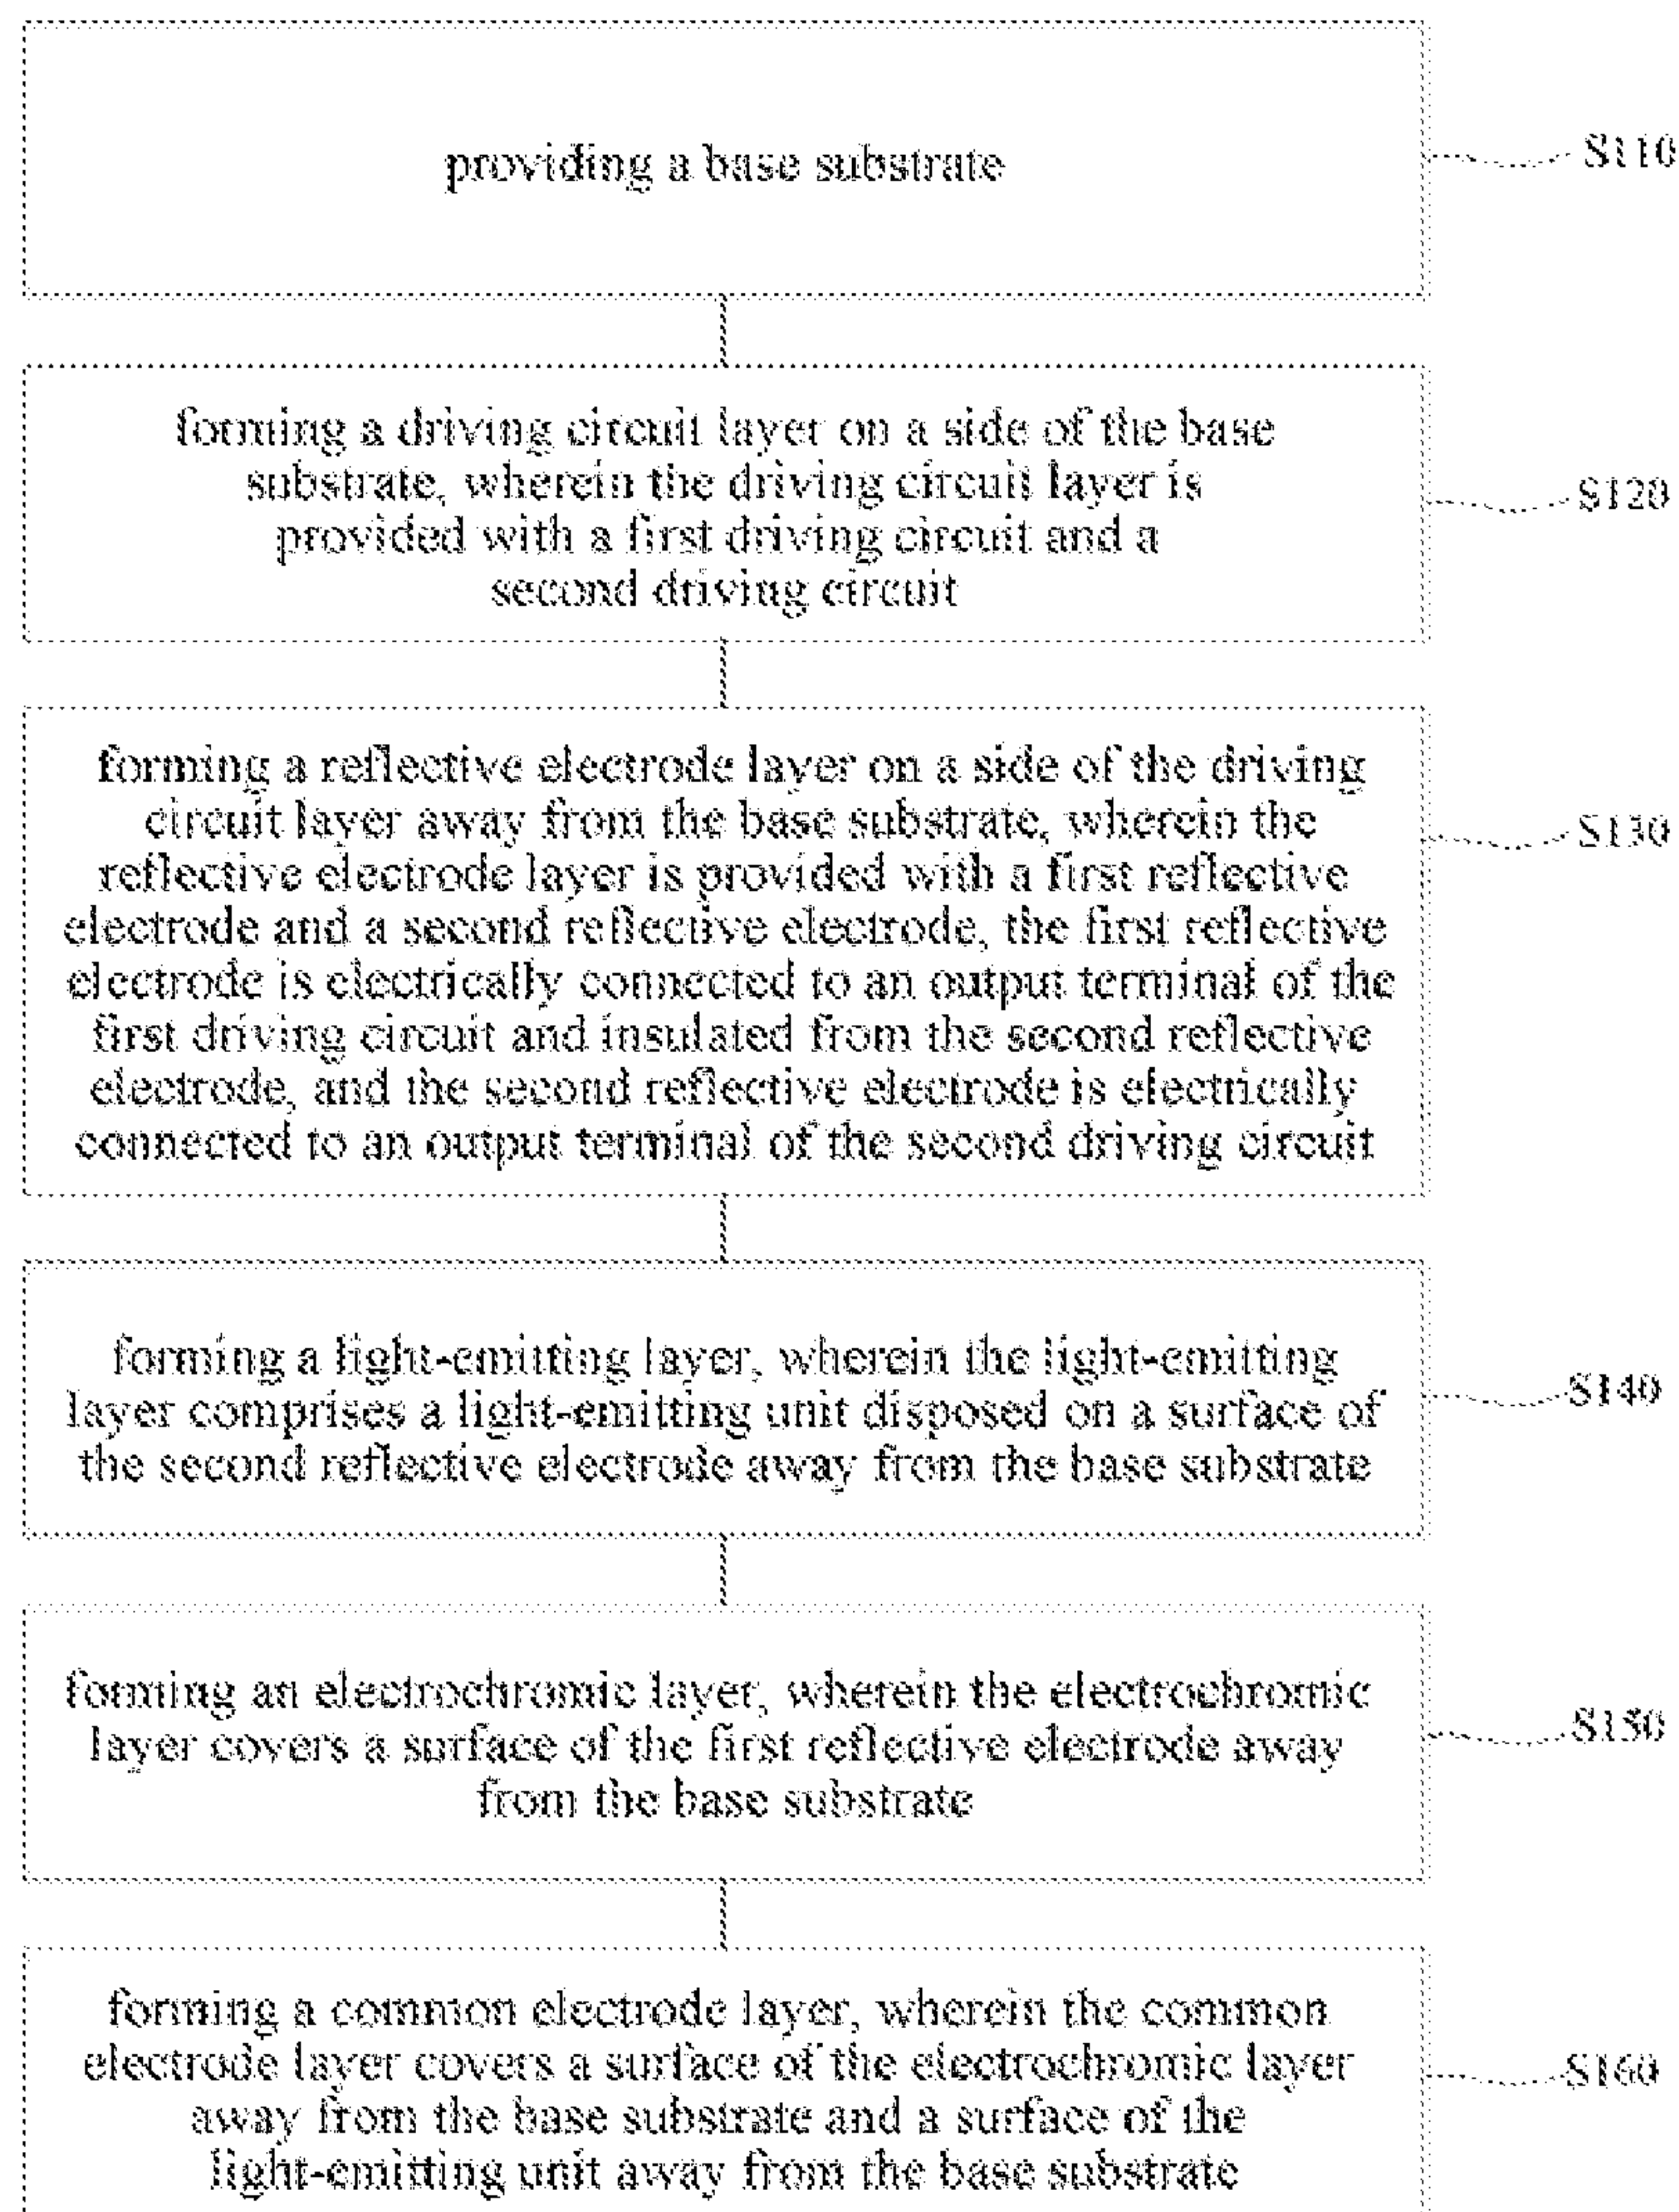 providing a base substrate
S110
forming a driving circuit layer on a side of the base
substrate, wherein the driving circuit layer is
provided with a first driving circuit and a
second driving circuit
S120
forming a reflective electrode layer on a side of the driving
circuit layer away from the base substrate, wherein the
reflective electrode layer is provided with a first reflective
electrode and a second reflective electrode, the first reflective
electrode is electrically connected to an output terminal of the
first driving circuit and insulated from the second reflective
electrode, and the second reflective electrode is electrically
connected to an output terminal of the second driving circuit
S130
forming a light-emitting layer, wherein the light-emitting
layer comprises a light-emitting unit disposed on a surface of
the second reflective electrode away from the base substrate
S140
forming an electrochromic layer, wherein the electrochromic
layer covers a surface of the first reflective electrode away
from the base substrate
S150
forming a common electrode layer, wherein the common
electrode layer covers a surface of the electrochromic layer
away from the base substrate and a surface of the
light-emitting unit away from the base substrate
S160